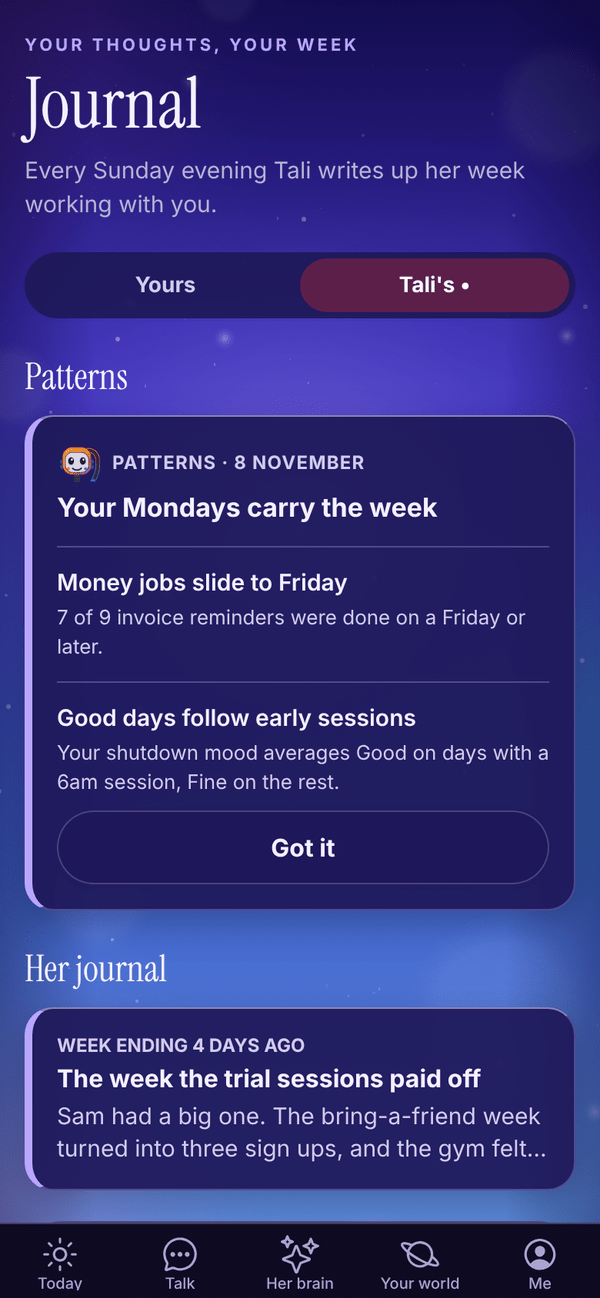 YOUR THOUGHTS, YOUR WEEK
Journal
Every Sunday evening Tali writes up her week
working with you.
Yours
Tali's •
Patterns
PATTERNS · 8 NOVEMBER
Your Mondays carry the week
Money jobs slide to Friday
7 of 9 invoice reminders were done on a Friday or
later.
Good days follow early sessions
Your shutdown mood averages Good on days with a
6am session, Fine on the rest.
Got it
Her journal
WEEK ENDING 4 DAYS AGO
The week the trial sessions paid off
Sam had a big one. The bring-a-friend week
turned into three sign ups, and the gym felt...
Today
Talk
Her brain
Your world
Me